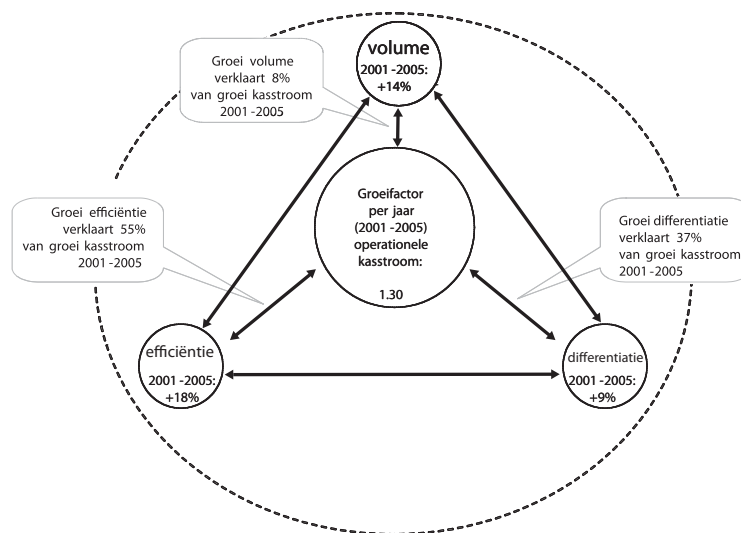 Groei volume
verklaart 8%
van groei kasstroom
2001-2005
volume
2001-2005:
+14%
Groei efficiëntie
verklaart 55%
van groei kasstroom
2001-2005
Groeifactor
per jaar
(2001-2005)
operationele
kasstroom:
1.30
Groei differentiatie
verklaart 37%
van groei kasstroom
2001-2005
efficiëntie
2001-2005:
+18%
differentiatie
2001-2005:
+9%